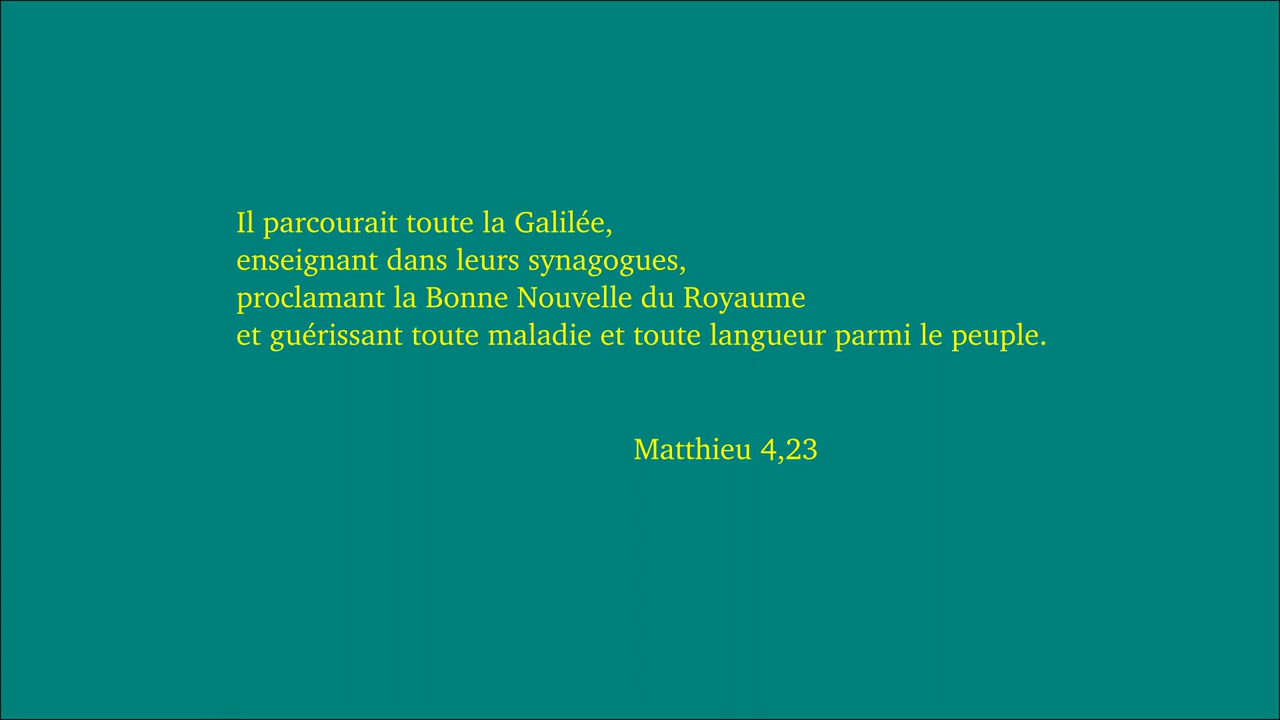 Il parcourait toute la Galilée,
enseignant dans leurs synagogues,
proclamant la Bonne Nouvelle du Royaume
et guérissant toute maladie et toute langueur parmi le peuple.
Matthieu 4,23